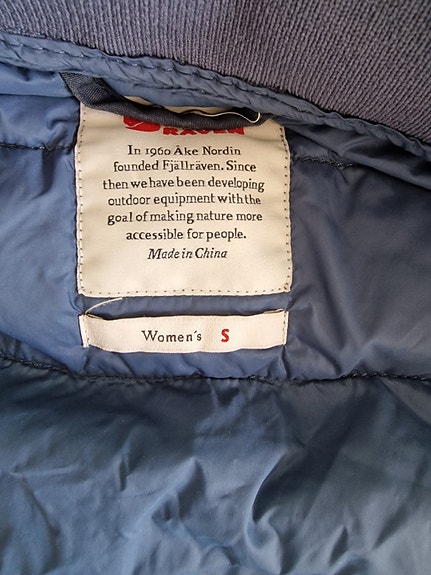 RÄVEN
In 1960 Åke Nordin
founded Fjällräven. Since
then we have been developing
outdoor equipment with the
goal of making nature more
accessible for people.
Made in China
Women's S